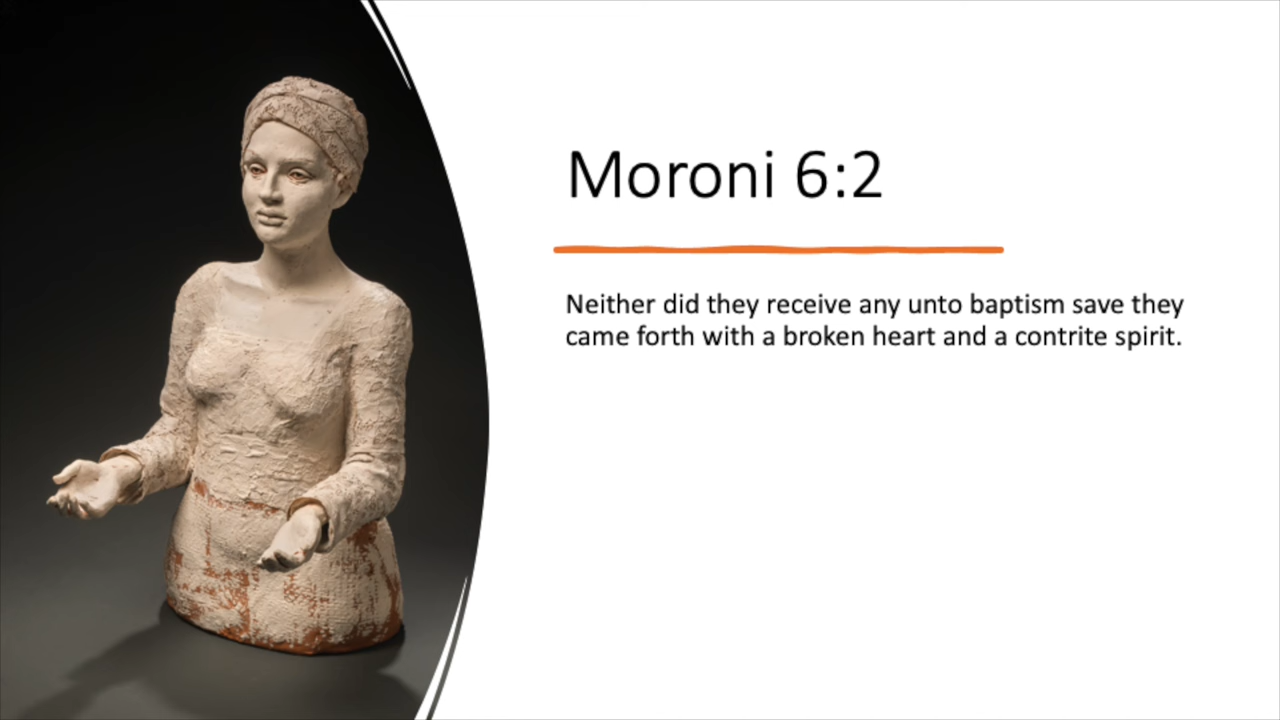 Moroni 6:2
Neither did they receive any unto baptism save they
came forth with a broken heart and a contrite spirit.